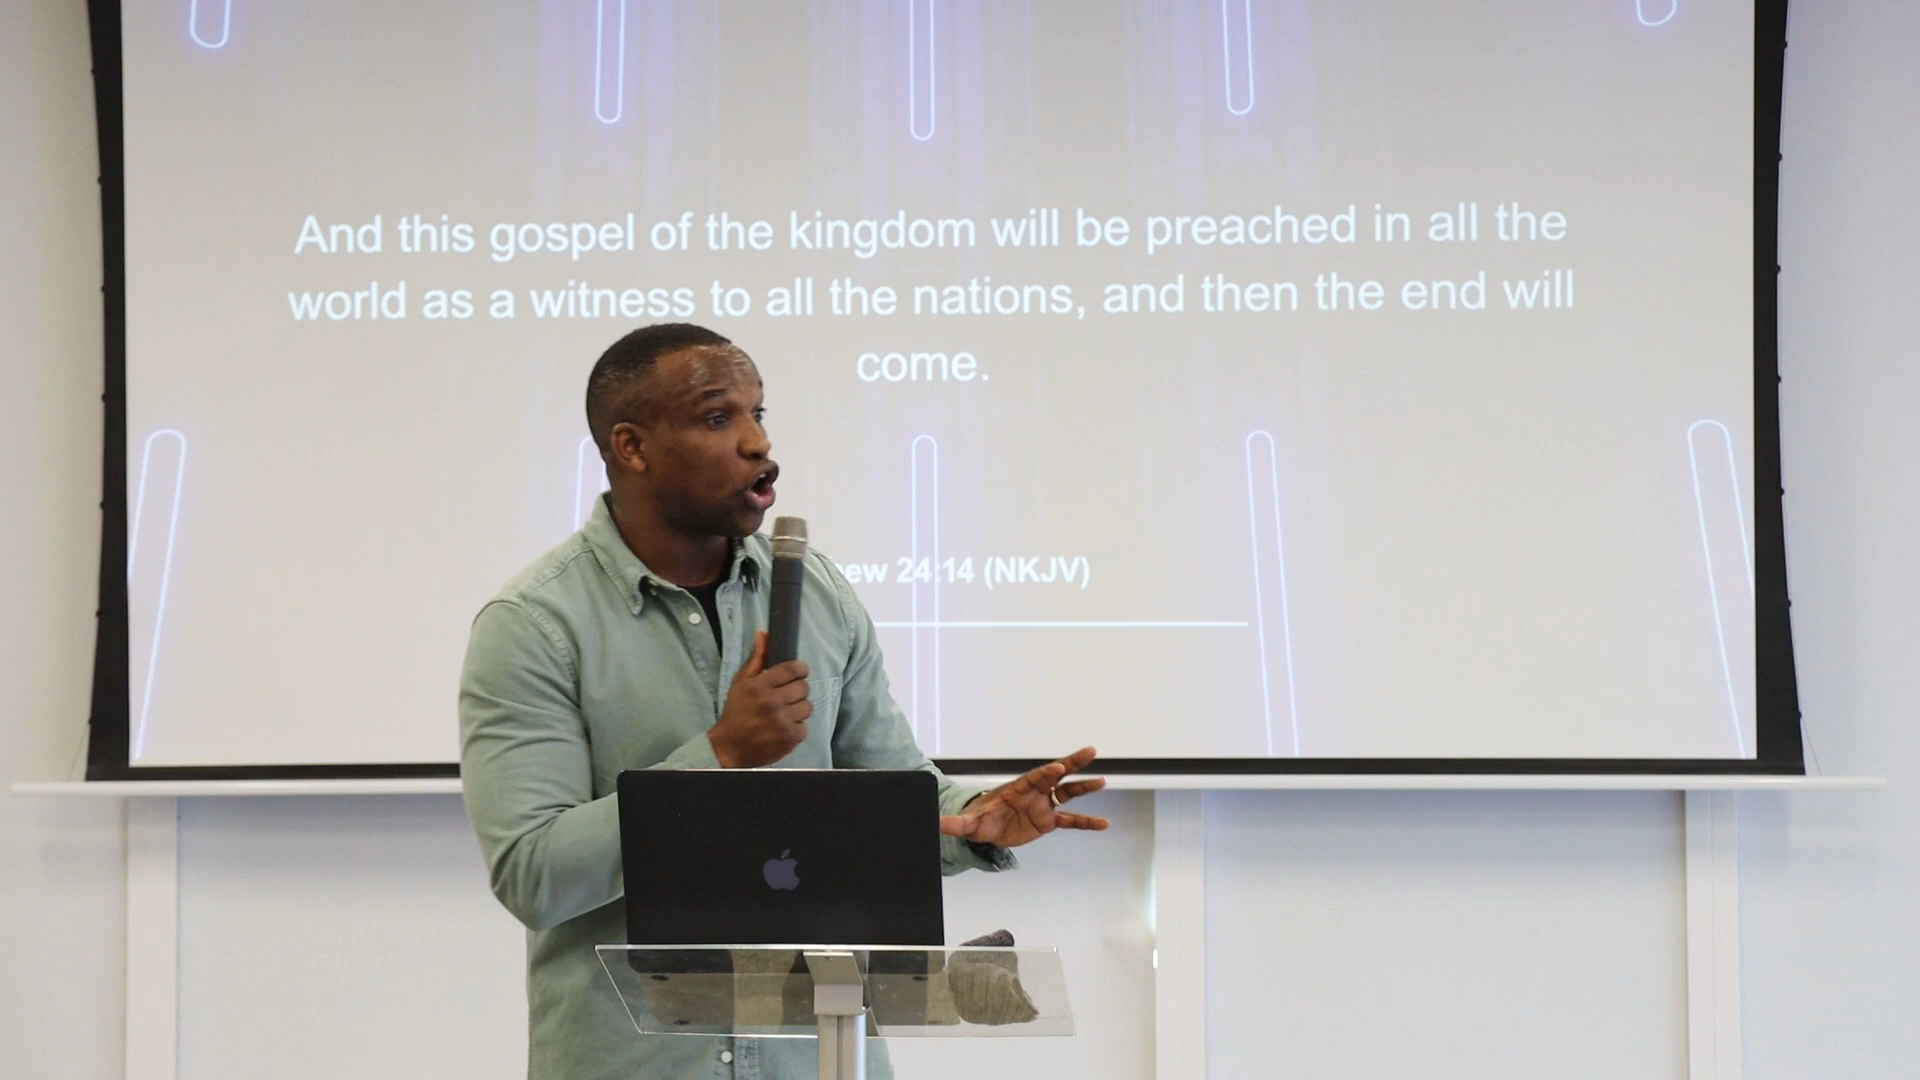 And this gospel of the kingdom will be preached in all the
world as a witness to all the nations, and then the end will
come.
24:14 (NKJV)